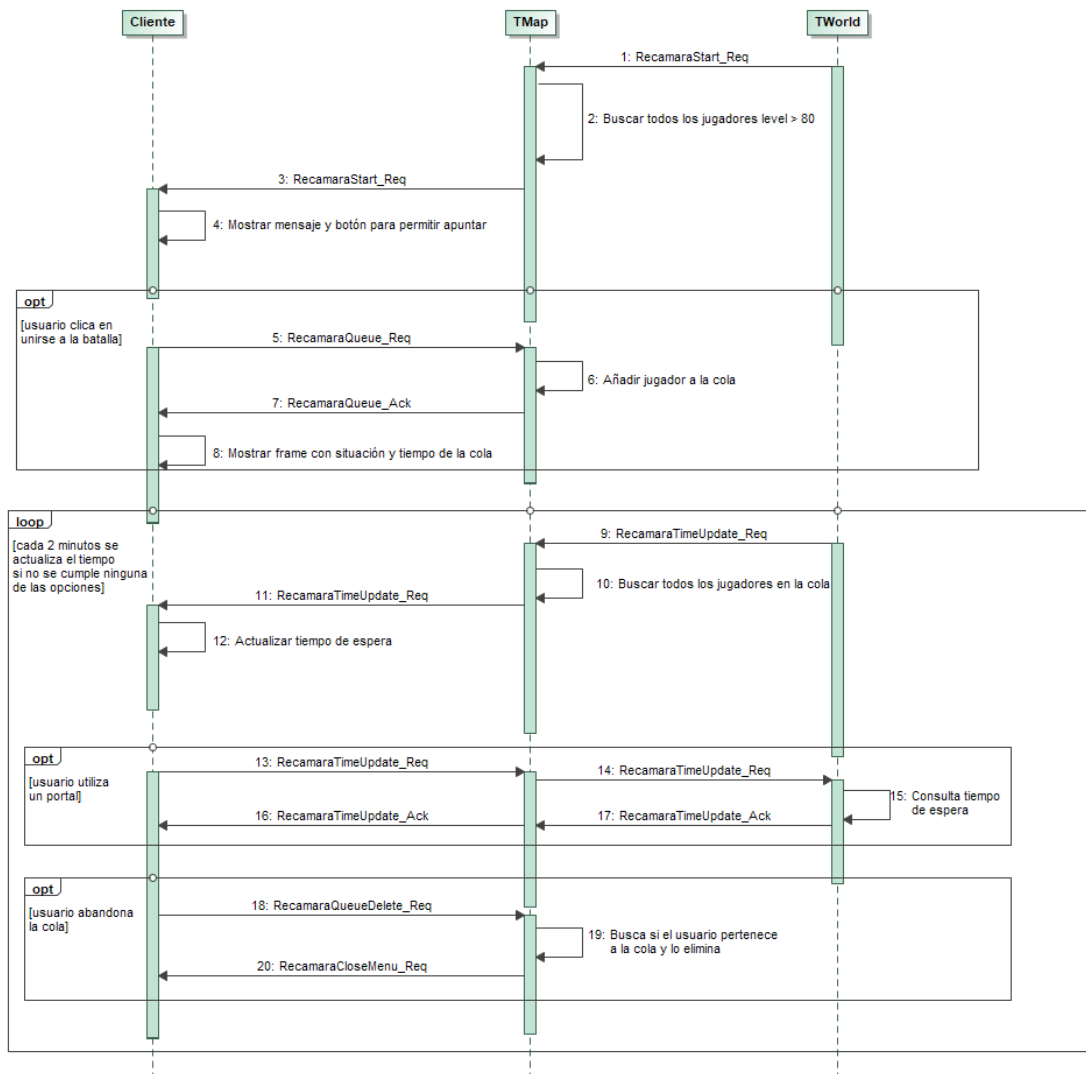 Cliente
TMap
TWorld
1: RecamaraStart_Req
2: Buscar todos los jugadores level > 80
3: RecamaraStart_Req
4: Mostrar mensaje y botón para permitir apuntar
opt
[usuario clica en
unirse a la batalla]
5: RecamaraQueue_Req
6: Añadir jugador a la cola
7: RecamaraQueue_Ack
8: Mostrar frame con situación y tiempo de la cola
loop
[cada 2 minutos se
actualiza el tiempo
si no se cumple ninguna
de las opciones]
9: RecamaraTimeUpdate_Req
10: Buscar todos los jugadores en la cola
11: RecamaraTimeUpdate_Req
12: Actualizar tiempo de espera
opt
[usuario utiliza
un portal]
13: RecamaraTimeUpdate_Req
14: RecamaraTimeUpdate_Req
15: Consulta tiempo
de espera
16: RecamaraTimeUpdate_Ack
17: RecamaraTimeUpdate_Ack
opt
[usuario abandona
la cola]
18: RecamaraQueueDelete_Req
19: Busca si el usuario pertenece
a la cola y lo elimina
20: RecamaraCloseMenu_Req